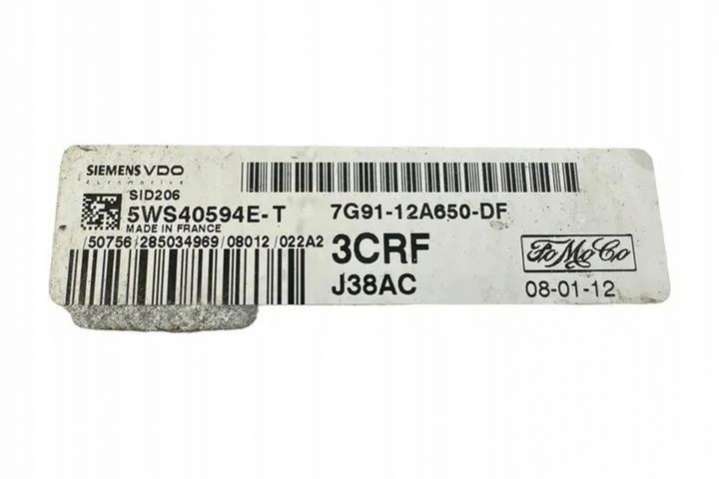 SIEMENS VDO
Automotive
SID206
5WS40594E-T
MADE IN FRANCE
/50756/285034969/08012/022A2
7G91-12A650-DF
3CRF
J38AC
FoMoCo
08-01-12